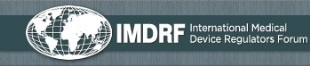 IMDRF International Medical
Device Regulators Forum